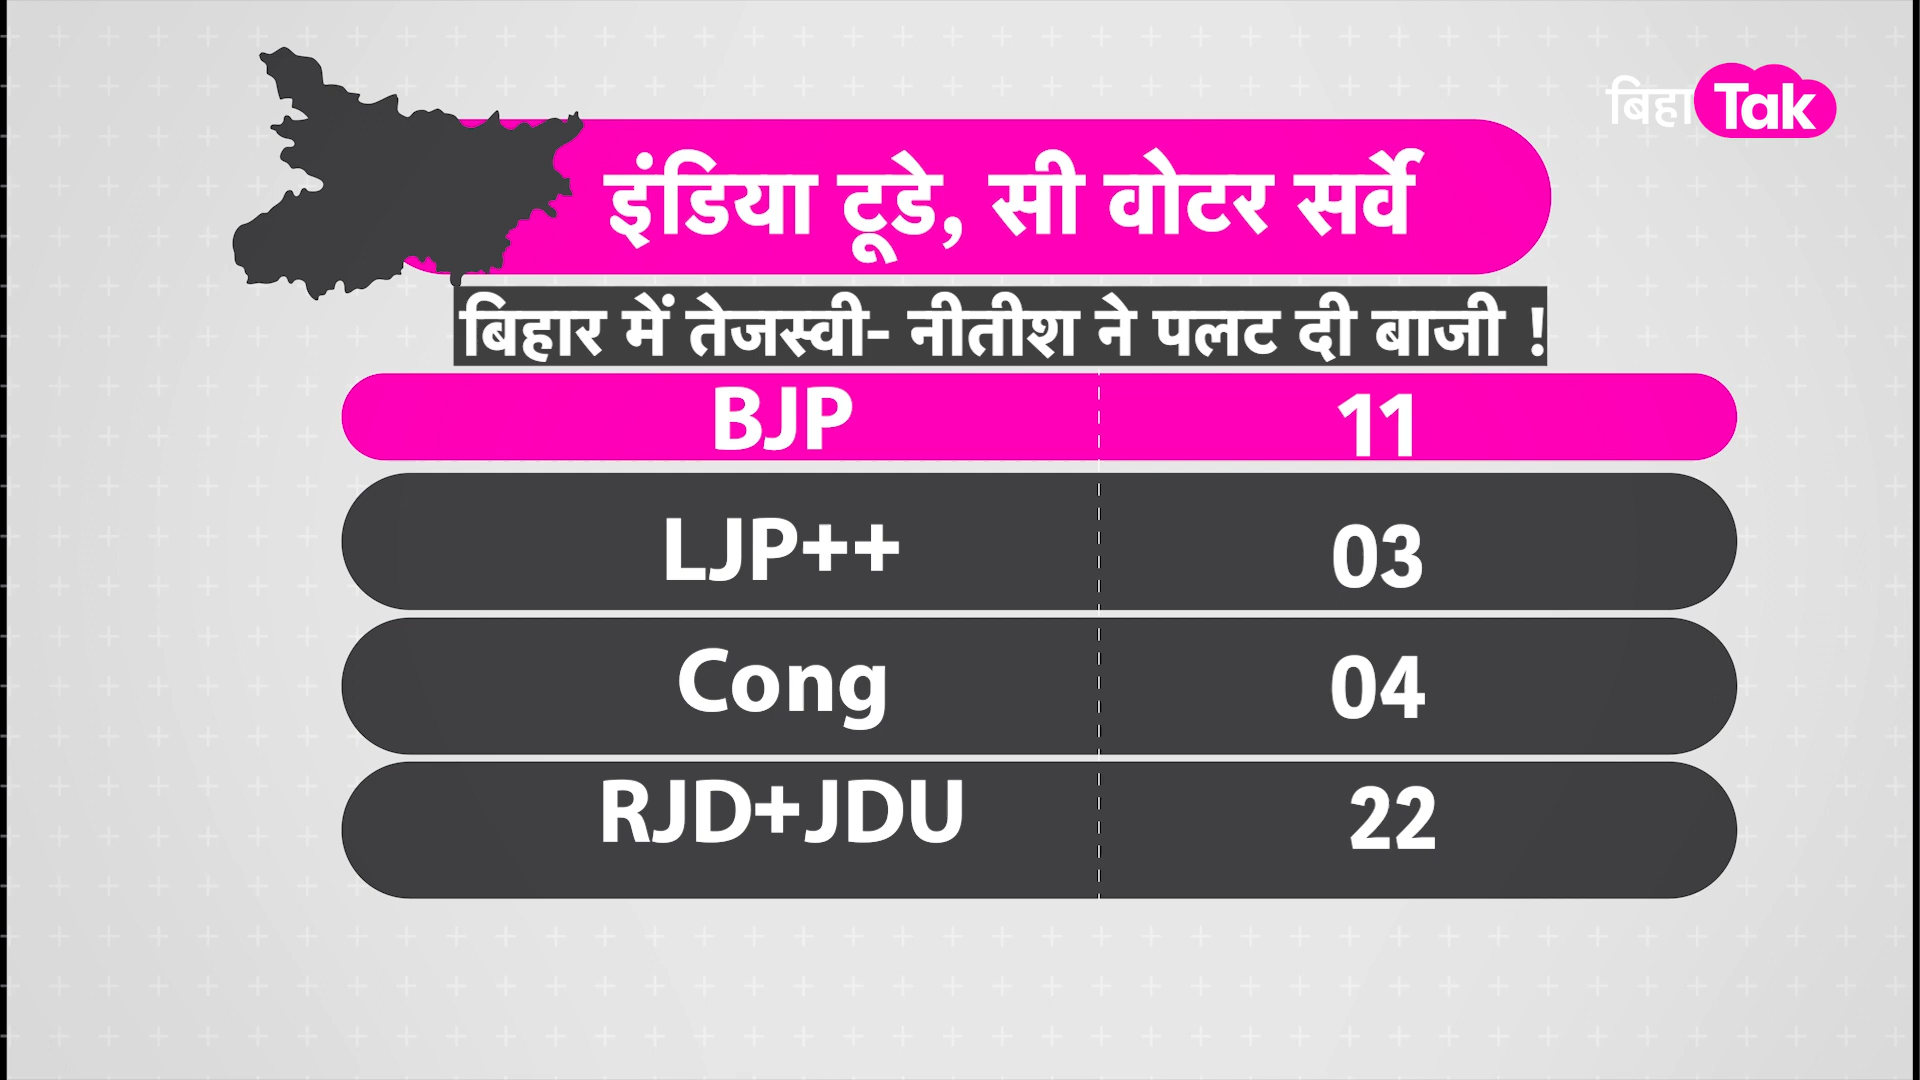 बिहा Tak
इंडिया टूडे, सी वोटर सर्वे
बिहार में तेजस्वी- नीतीश ने पलट दी बाजी !
BJP 11
LJP++ 03
Cong 04
RJD+JDU 22